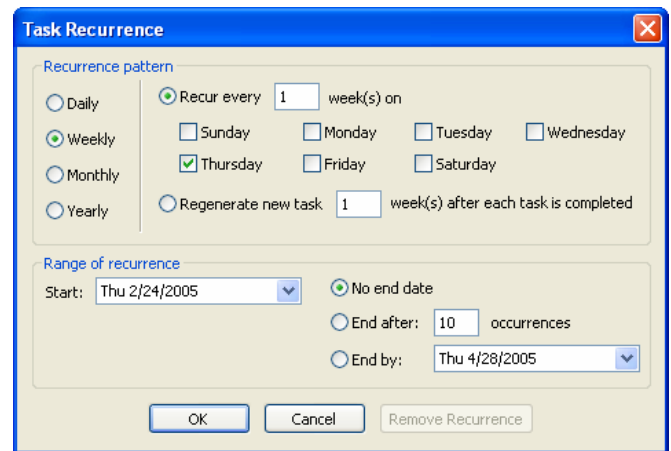 Task Recurrence
Recurrence pattern
Daily
Weekly
Monthly
Yearly
Recur every 1 week(s) on
Sunday Monday Tuesday Wednesday
Thursday Friday Saturday
Regenerate new task 1 week(s) after each task is completed
Range of recurrence
Start: Thu 2/24/2005
No end date
End after: 10 occurrences
End by: Thu 4/28/2005
OK Cancel Remove Recurrence